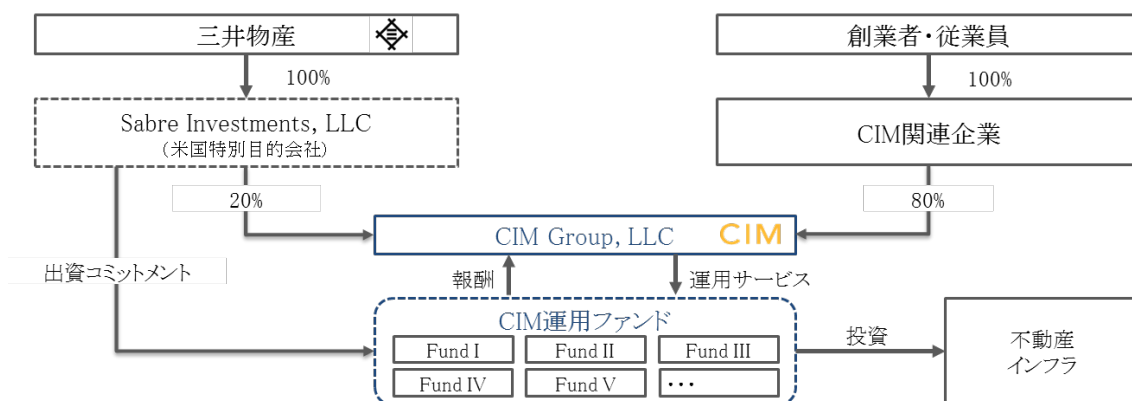 三井物産
創業者・従業員
100%
100%
Sabre Investments, LLC
(米国特別目的会社)
CIM関連企業
20%
80%
CIM Group, LLC
CIM
出資コミットメント
報酬
運用サービス
CIM運用ファンド
Fund I
Fund II
Fund III
Fund IV
Fund V
・・・
投資
不動産
インフラ